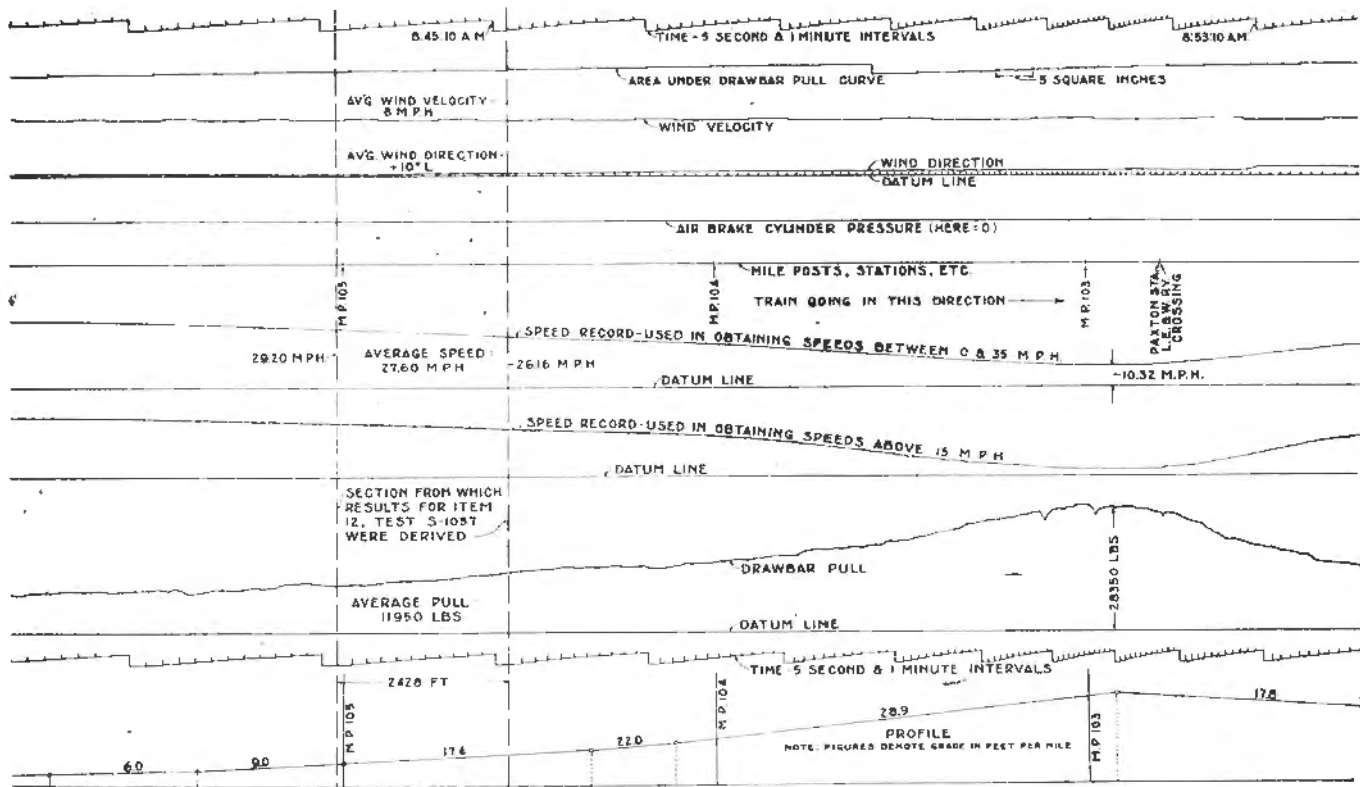 8:45:10 A M
TIME - 5 SECOND & 1 MINUTE INTERVALS
8:53:10 AM
AREA UNDER DRAWBAR PULL CURVE
5 SQUARE INCHES
AVG. WIND VELOCITY-
8 M P H
WIND VELOCITY
AVG. WIND DIRECTION-
+10° L
WIND DIRECTION
DATUM LINE
AIR BRAKE CYLINDER PRESSURE (HERE = 0)
MILE POSTS, STATIONS, ETC.
M.P. 105
M.P. 104
TRAIN GOING IN THIS DIRECTION
M.P. 103
PAXTON STA.
L.E. & W. RY.
CROSSING
SPEED RECORD-USED IN OBTAINING SPEEDS BETWEEN 0 & 35 M.P.H.
29.20 M PH
AVERAGE SPEED:
27.60 M P H
-26.16 M P H
-10.32 M.P.H.
DATUM LINE
SPEED RECORD-USED IN OBTAINING SPEEDS ABOVE 15 M P H
DATUM LINE
SECTION FROM WHICH
RESULTS FOR ITEM
12, TEST S-1037
WERE DERIVED
DRAWBAR PULL
28350 LBS
AVERAGE PULL
11950 LBS
DATUM LINE
TIME - 5 SECOND & 1 MINUTE INTERVALS
2428 FT
M.P. 105
M.P. 104
M.P. 103
6.0
9.0
17.6
22.0
28.9
17.8
PROFILE
NOTE: FIGURES DENOTE GRADE IN FEET PER MILE